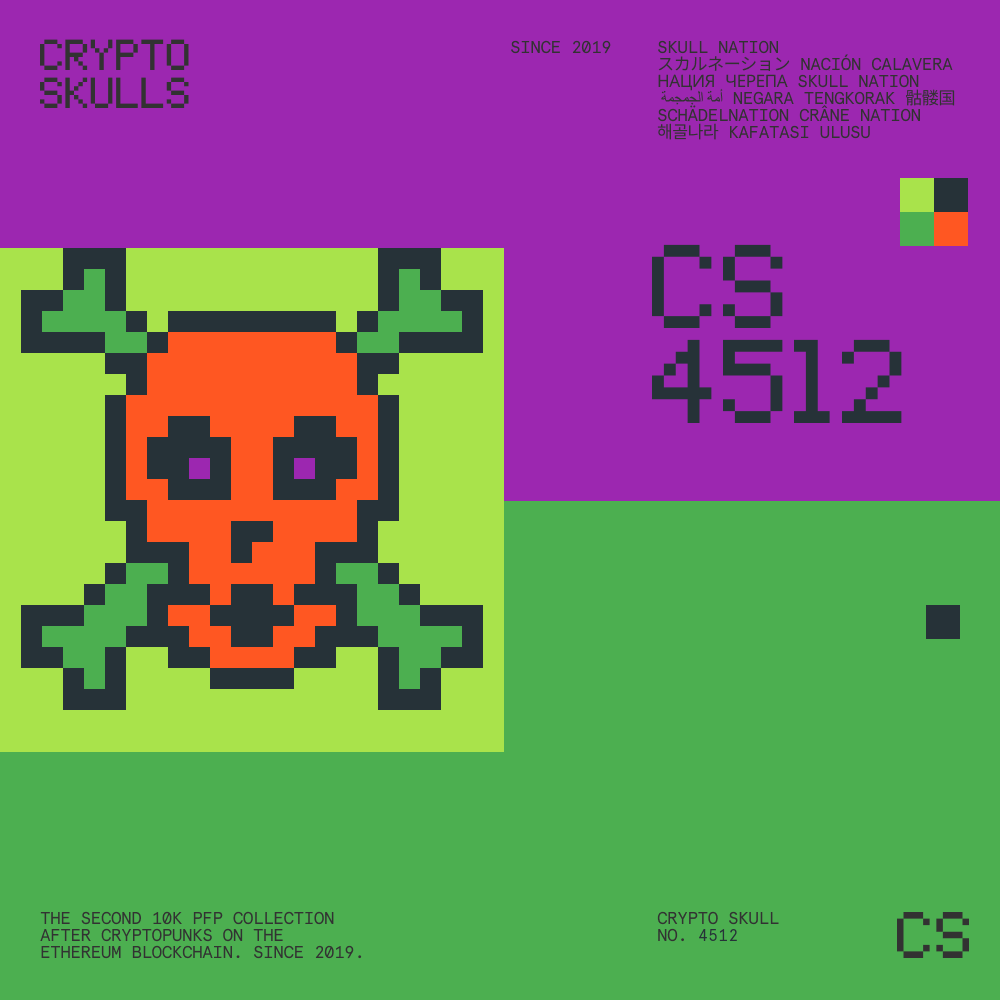 CRYPTO
SKULLS
SINCE 2019
SKULL NATION
スカルネーション NACIÓN CALAVERA
НАЦИЯ ЧЕРЕПА SKULL NATION
أمة الجمجمة NEGARA TENGKORAK 骷髅国
SCHÄDELNATION CRÂNE NATION
해골나라 KAFATASI ULUSU
CS
4512
THE SECOND 10K PFP COLLECTION
AFTER CRYPTOPUNKS ON THE
ETHEREUM BLOCKCHAIN. SINCE 2019.
CRYPTO SKULL
NO. 4512
CS